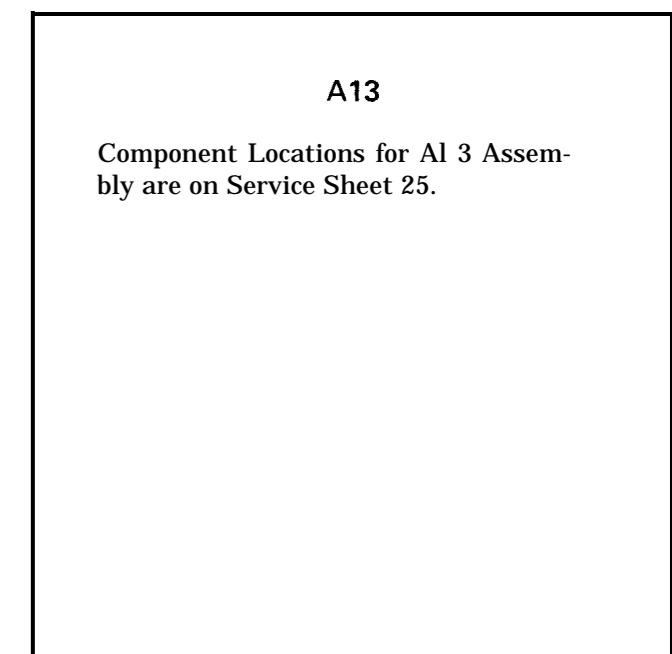 A13
Component Locations for Al 3 Assem-
bly are on Service Sheet 25.